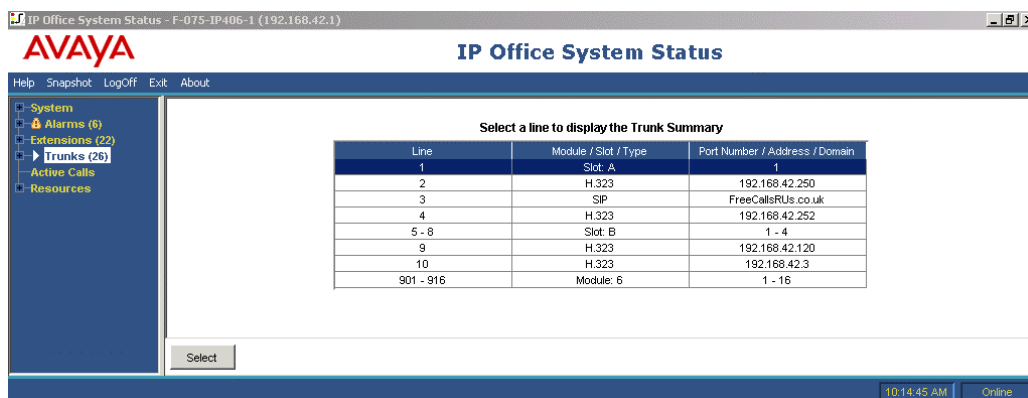 IP Office System Status - F-075-IP406-1 (192.168.42.1)
AVAYA
IP Office System Status
Help Snapshot LogOff Exit About
System
Alarms (6)
Extensions (22)
Trunks (26)
Active Calls
Resources
Select a line to display the Trunk Summary
Line Module / Slot / Type Port Number / Address / Domain
1 Slot: A 1
2 H.323 192.168.42.250
3 SIP FreeCallsRUs.co.uk
4 H.323 192.168.42.252
5 - 8 Slot: B 1 - 4
9 H.323 192.168.42.120
10 H.323 192.168.42.3
901 - 916 Module: 6 1 - 16
Select
10:14:45 AM Online